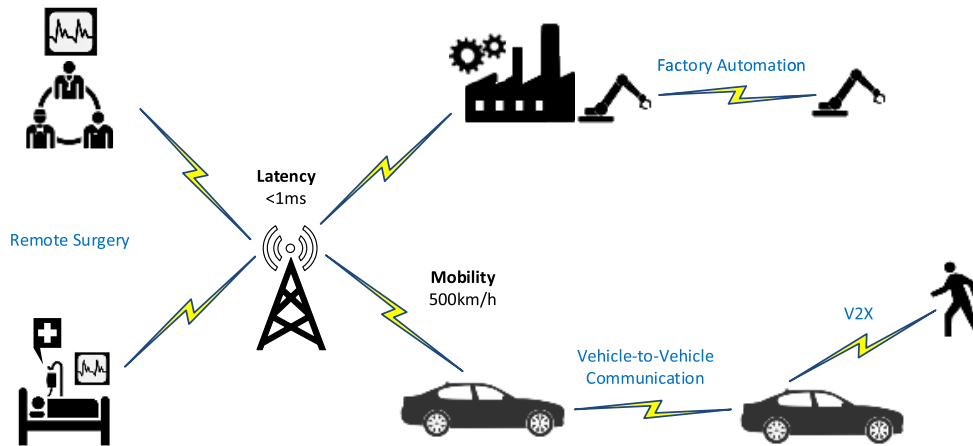 Factory Automation
Latency
<1ms
Remote Surgery
Mobility
500km/h
V2X
Vehicle-to-Vehicle
Communication